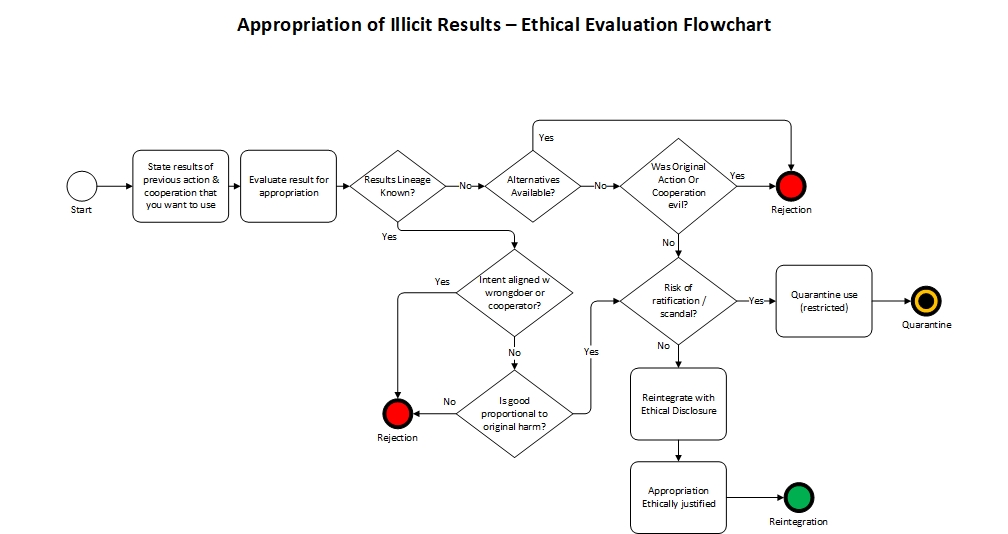 Appropriation of Illicit Results – Ethical Evaluation Flowchart
Start
State results of
previous action &
cooperation that
you want to use
Evaluate result for
appropriation
Results Lineage
Known?
No
Yes
Alternatives
Available?
Yes
No
Was Original
Action Or
Cooperation
evil?
Yes
No
Rejection
Intent aligned w
wrongdoer or
cooperator?
Yes
No
Is good
proportional to
original harm?
No
Yes
Rejection
Risk of
ratification /
scandal?
Yes
No
Quarantine use
(restricted)
Quarantine
Reintegrate with
Ethical Disclosure
Appropriation
Ethically justified
Reintegration